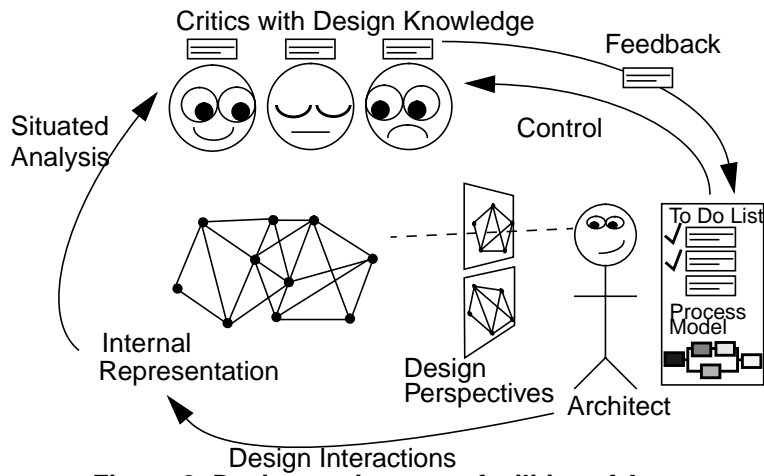 Critics with Design Knowledge
Feedback
Situated
Analysis
Control
To Do List
Process
Model
Internal
Representation
Design
Perspectives
Architect
Design Interactions